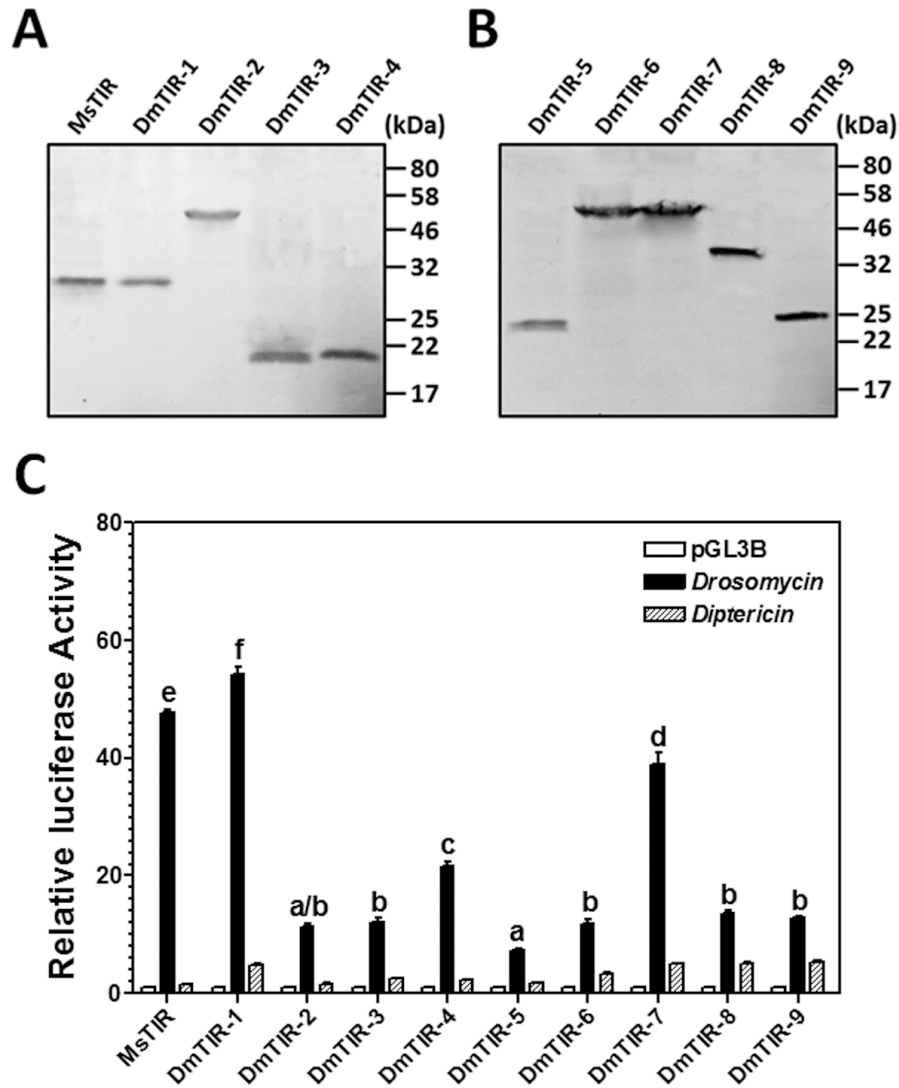 A
MsTIR DmTIR-1 DmTIR-2 DmTIR-3 DmTIR-4 (kDa)
80
58
46
32
25
22
17
B
DmTIR-5 DmTIR-6 DmTIR-7 DmTIR-8 DmTIR-9 (kDa)
80
58
46
32
25
22
17
C
Relative luciferase Activity
80
60
40
20
0
pGL3B
Drosomycin
Diptericin
e f a/b b c a b d b b
MsTIR DmTIR-1 DmTIR-2 DmTIR-3 DmTIR-4 DmTIR-5 DmTIR-6 DmTIR-7 DmTIR-8 DmTIR-9